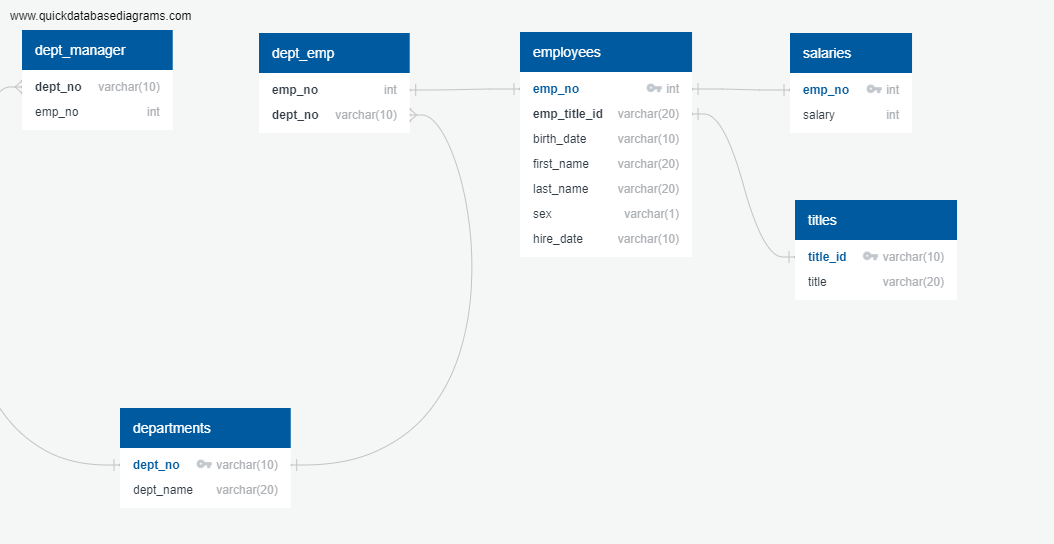 www.quickdatabasediagrams.com
dept_manager
dept_no varchar(10)
emp_no int
dept_emp
emp_no int
dept_no varchar(10)
employees
emp_no int
emp_title_id varchar(20)
birth_date varchar(10)
first_name varchar(20)
last_name varchar(20)
sex varchar(1)
hire_date varchar(10)
salaries
emp_no int
salary int
titles
title_id varchar(10)
title varchar(20)
departments
dept_no varchar(10)
dept_name varchar(20)